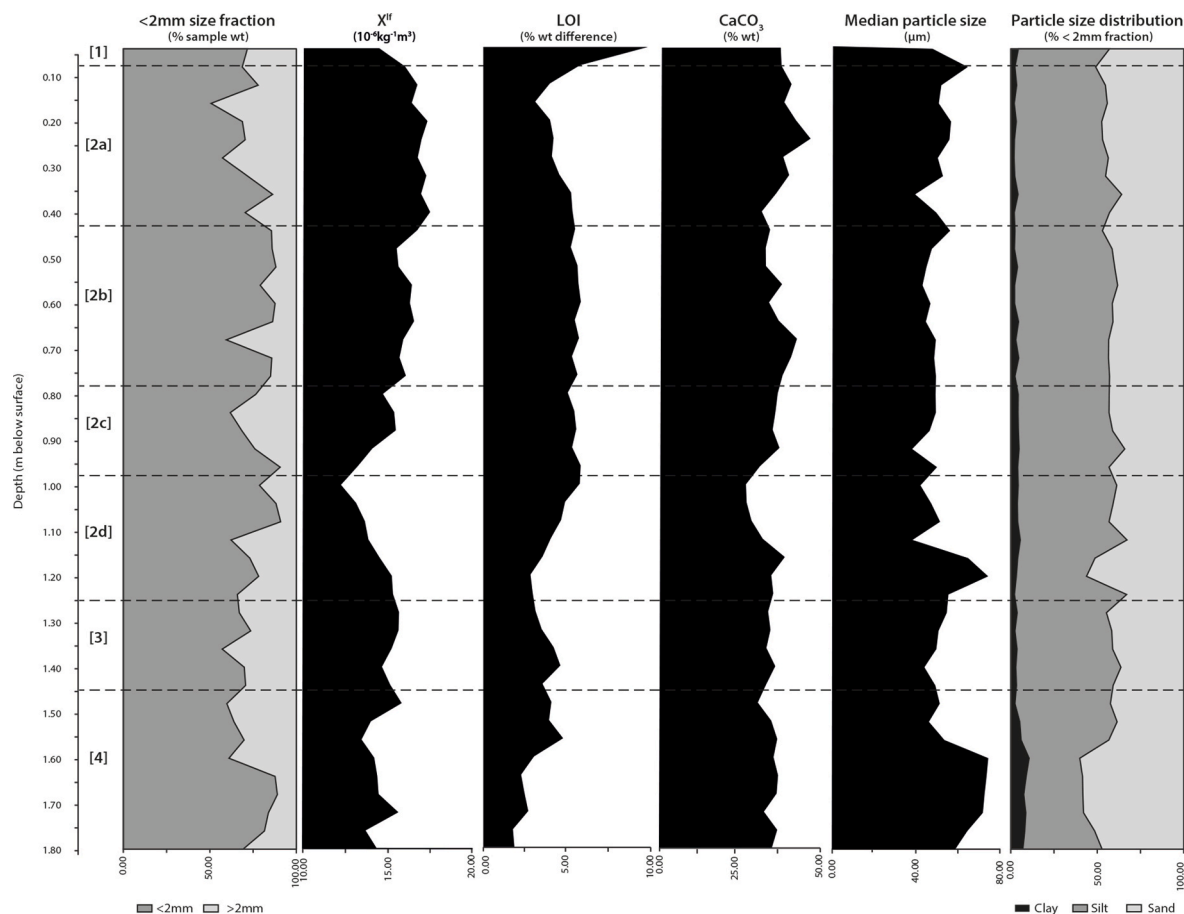 <2mm size fraction
(% sample wt)
Xlf
(10-6kg-1m3)
LOI
(% wt difference)
CaCO3
(% wt)
Median particle size
(μm)
Particle size distribution
(% < 2mm fraction)
Depth (m below surface)
[1]
0.10
0.20
[2a]
0.30
0.40
0.50
[2b]
0.60
0.70
0.80
[2c]
0.90
1.00
[2d]
1.10
1.20
1.30
[3]
1.40
1.50
[4]
1.60
1.70
1.80
0.00
50.00
100.00
10.00
15.00
20.00
0.00
5.00
10.00
0.00
25.00
50.00
0.00
40.00
80.00
0.00
50.00
100.00
<2mm >2mm
Clay Silt Sand